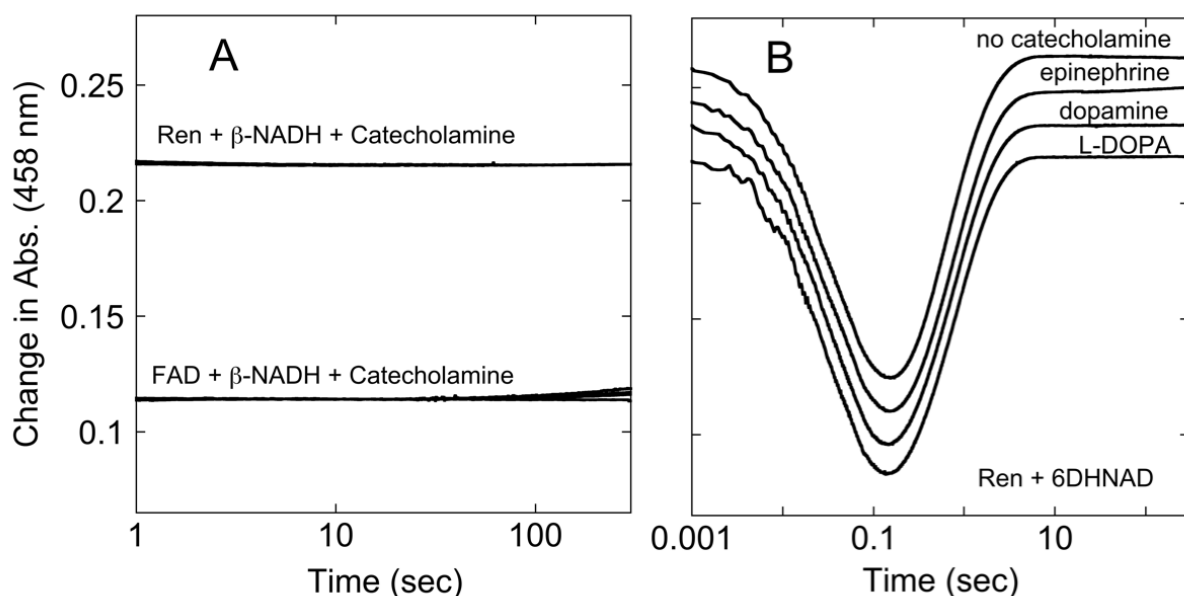 A
B
Change in Abs. (458 nm)
0.25
0.2
0.15
0.1
Ren + β-NADH + Catecholamine
FAD + β-NADH + Catecholamine
1
10
100
Time (sec)
no catecholamine
epinephrine
dopamine
L-DOPA
Ren + 6DHNAD
0.001
0.1
10
Time (sec)